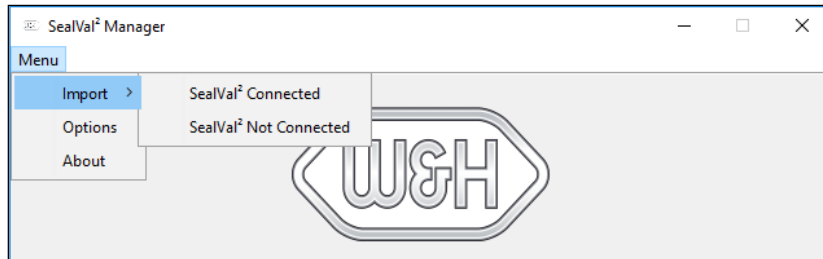 SealVal² Manager
Menu
Import > SealVal² Connected
Options SealVal² Not Connected
About
W&H